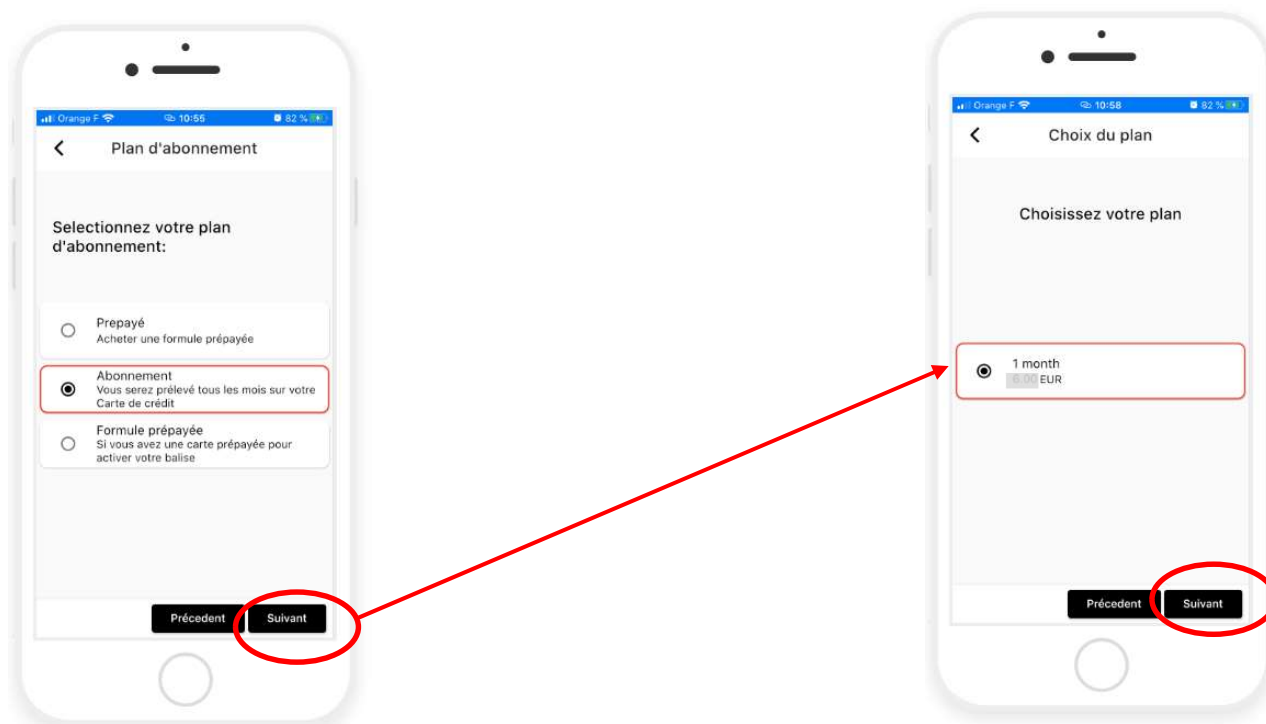 Orange F 10:55 82 %
Plan d'abonnement
Selectionnez votre plan
d'abonnement:
Prepayé
Acheter une formule prépayée
Abonnement
Vous serez prélevé tous les mois sur votre
Carte de crédit
Formule prépayée
Si vous avez une carte prépayée pour
activer votre balise
Précedent Suivant
Orange F 10:58 82 %
Choix du plan
Choisissez votre plan
1 month
6.00 EUR
Précedent Suivant